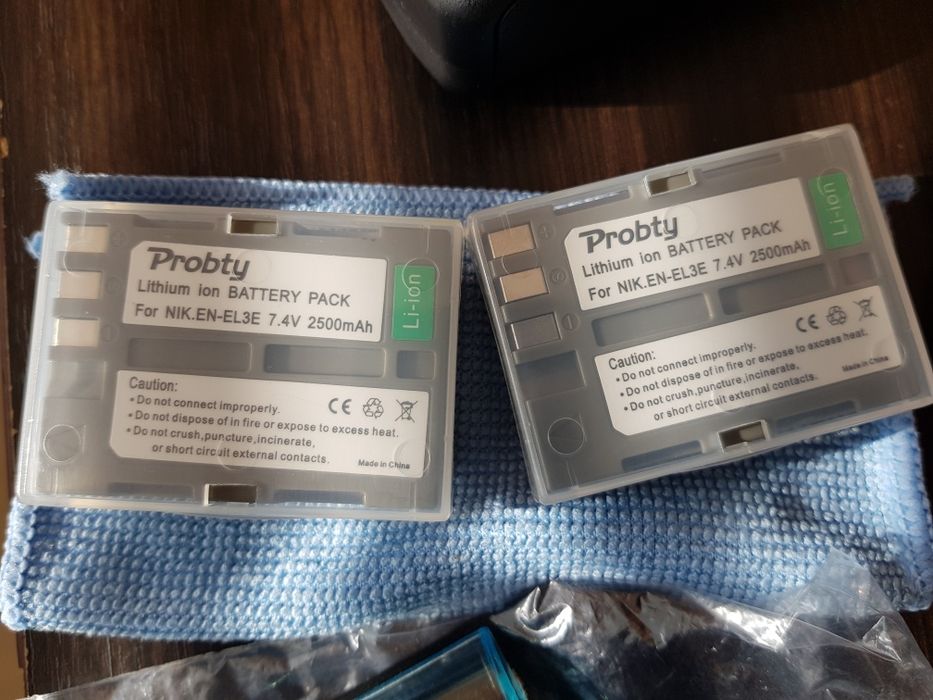 Probty
Lithium ion BATTERY PACK
For NIK.EN-EL3E 7.4V 2500mAh
Li-ion
Caution:
• Do not connect improperly.
• Do not dispose of in fire or expose to excess heat.
• Do not crush,puncture,incinerate,
or short circuit external contacts.
CE
Made in China
Probty
Lithium ion BATTERY PACK
For NIK.EN-EL3E 7.4V 2500mAh
Li-ion
Caution:
• Do not connect improperly.
• Do not dispose of in fire or expose to excess heat.
• Do not crush,puncture,incinerate,
or short circuit external contacts.
CE
Made in China